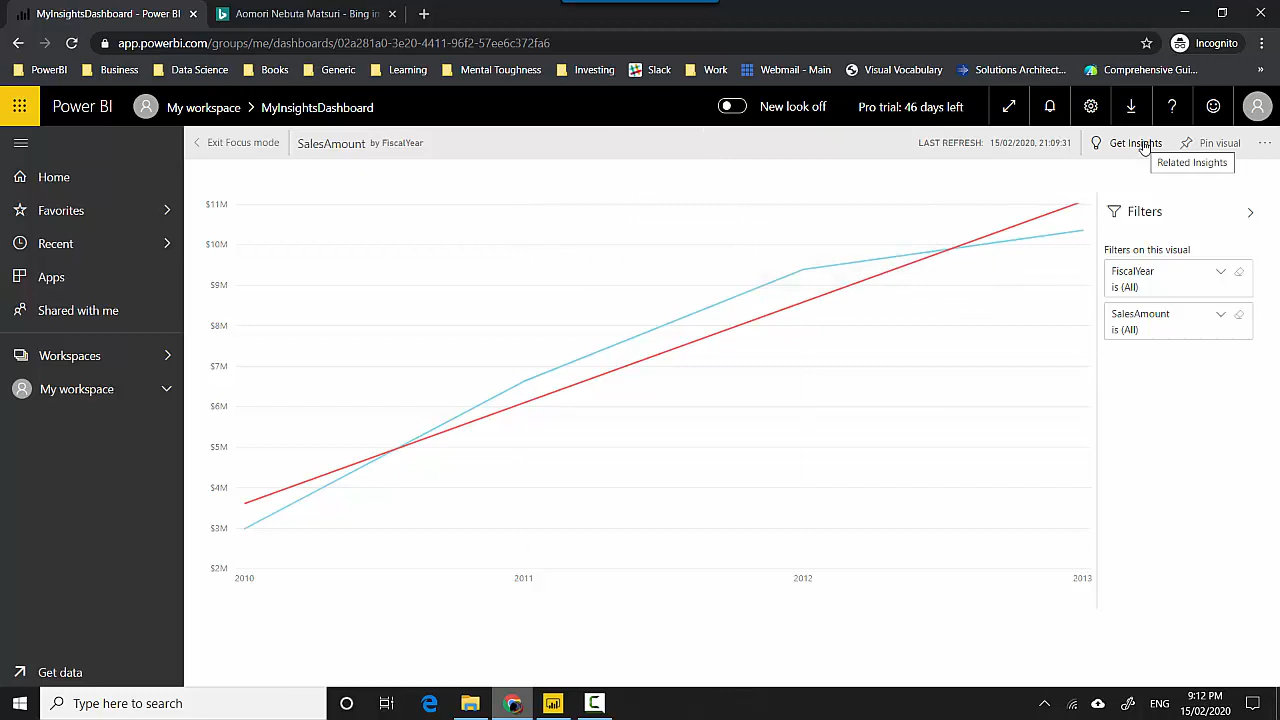 MyInsightsDashboard - Power BI
Aomori Nebuta Matsuri - Bing in
app.powerbi.com/groups/me/dashboards/02a281a0-3e20-4411-96f2-57ee6c372fa6
Incognito
PowerBI
Business
Data Science
Books
Generic
Learning
Mental Toughness
Investing
Slack
Work
Webmail - Main
Visual Vocabulary
Solutions Architect...
Comprehensive Gui...
»
Power BI
My workspace > MyInsightsDashboard
New look off
Pro trial: 46 days left
Exit Focus mode
SalesAmount by FiscalYear
LAST REFRESH: 15/02/2020, 21:09:31
Get Insights
Pin visual
Related Insights
Home
Favorites
Recent
Apps
Shared with me
Workspaces
My workspace
Get data
$11M
$10M
$9M
$8M
$7M
$6M
$5M
$4M
$3M
$2M
2010
2011
2012
2013
Filters
Filters on this visual
FiscalYear
is (All)
SalesAmount
is (All)
Type here to search
ENG
9:12 PM
15/02/2020